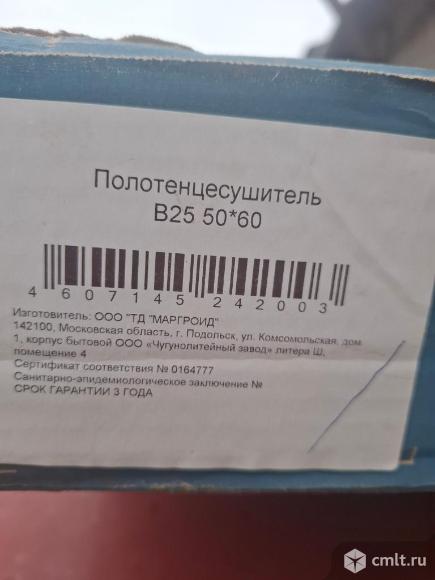 Полотенцесушитель
В25 50*60
4 607145 242003
Изготовитель: ООО "ТД "МАРГРОИД"
142100, Московская область, г. Подольск, ул. Комсомольская, дом
1, корпус бытовой ООО «Чугунолитейный завод» литера Ш,
помещение 4
Сертификат соответствия № 0164777
Санитарно-эпидемиологическое заключение №
СРОК ГАРАНТИИ 3 ГОДА
cmlt.ru